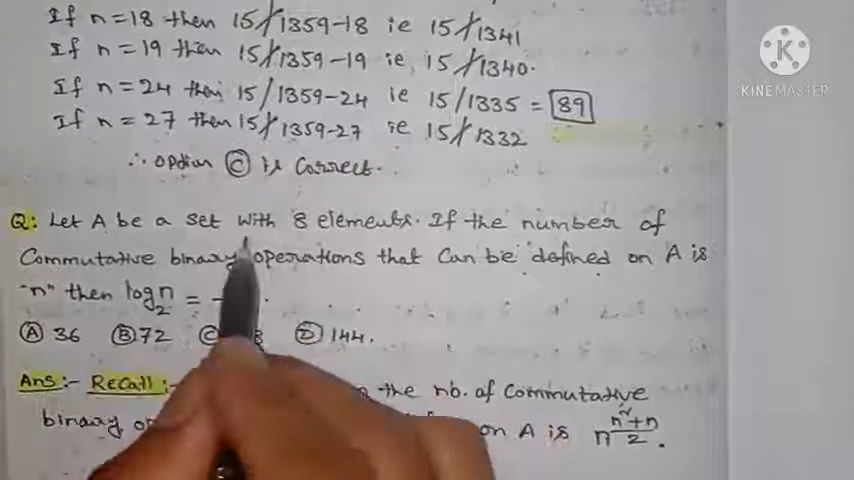 If n=18 then 15∤1359-18 ie 15∤1341
If n=19 then 15∤1359-19 ie, 15∤1340.
If n=24 then 15/1359-24 ie 15/1335 = 89
If n=27 then 15∤1359-27 ie 15∤1332
∴ option Ⓒ is Correct.
Q: Let A be a set with 8 elements. If the number of
Commutative binary operations that can be defined on A is
"n" then log₂n = .
Ⓐ 36 Ⓑ 72 Ⓒ Ⓓ 144.
Ans:- Recall:- the no. of Commutative
binary on A is n^(n²+n)/2.
KINEMASTER